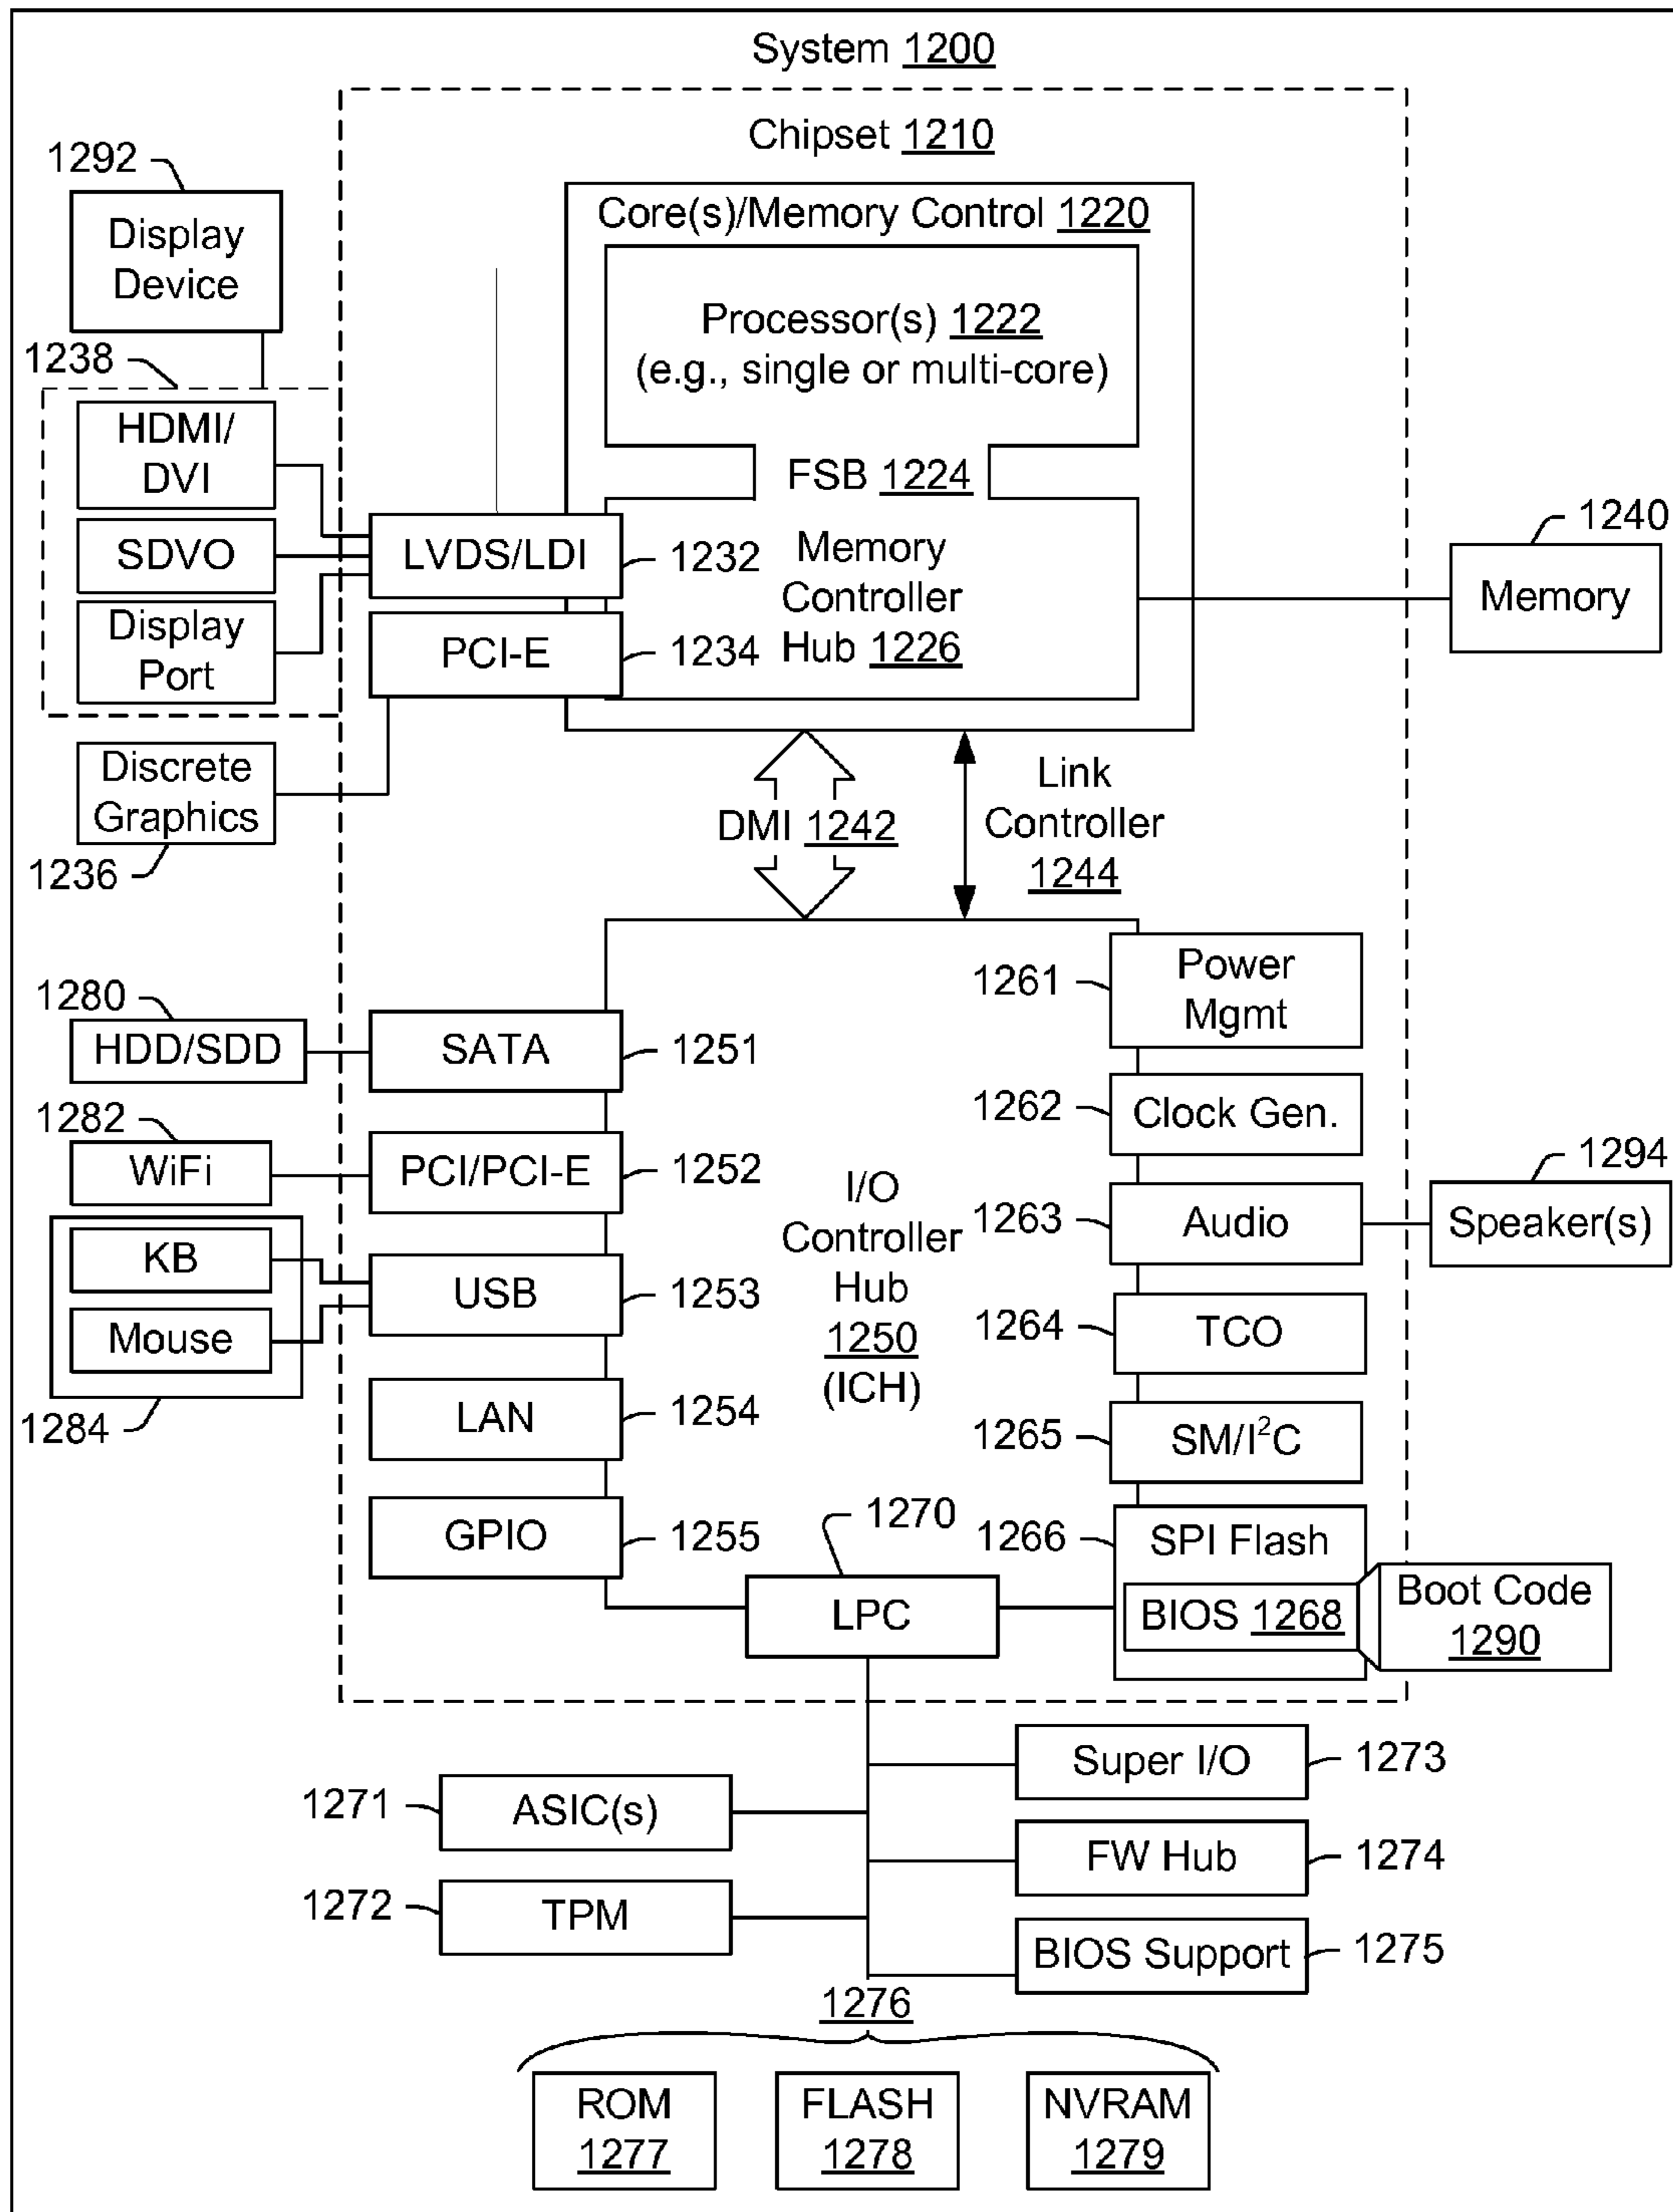 System 1200
Chipset 1210
1292
Display
Device
Core(s)/Memory Control 1220
Processor(s) 1222
(e.g., single or multi-core)
1238
HDMI/
DVI
SDVO
Display
Port
FSB 1224
LVDS/LDI
1232
PCI-E
1234
Memory
Controller
Hub 1226
1240
Memory
Discrete
Graphics
1236
DMI 1242
Link
Controller
1244
1280
HDD/SDD
SATA
1251
1282
WiFi
PCI/PCI-E
1252
KB
Mouse
1284
USB
1253
LAN
1254
GPIO
1255
I/O
Controller
Hub
1250
(ICH)
1261
Power
Mgmt
1262
Clock Gen.
1263
Audio
1294
Speaker(s)
1264
TCO
1265
SM/I²C
1266
SPI Flash
BIOS 1268
Boot Code
1290
1270
LPC
1271
ASIC(s)
1272
TPM
Super I/O
1273
FW Hub
1274
BIOS Support
1275
1276
ROM
1277
FLASH
1278
NVRAM
1279